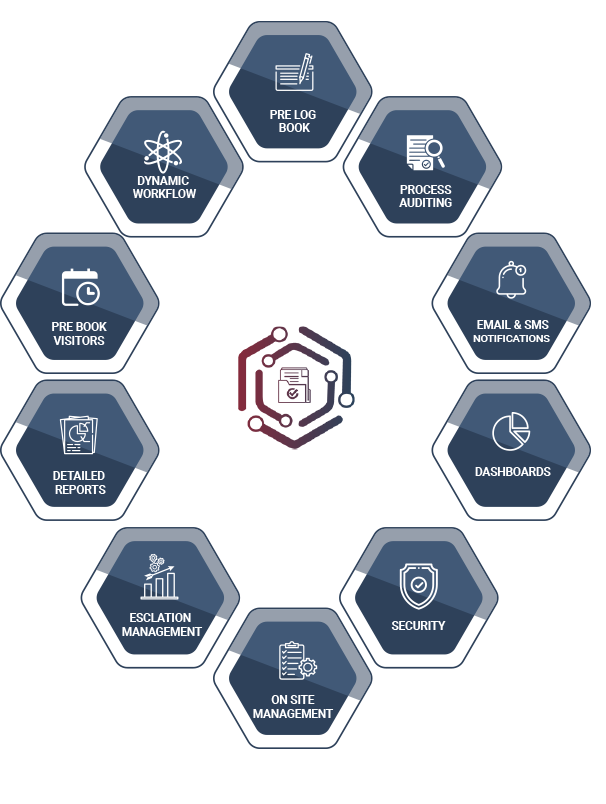 PRE LOG
BOOK
PROCESS
AUDITING
EMAIL & SMS
NOTIFICATIONS
DASHBOARDS
SECURITY
ON SITE
MANAGEMENT
ESCLATION
MANAGEMENT
DETAILED
REPORTS
PRE BOOK
VISITORS
DYNAMIC
WORKFLOW